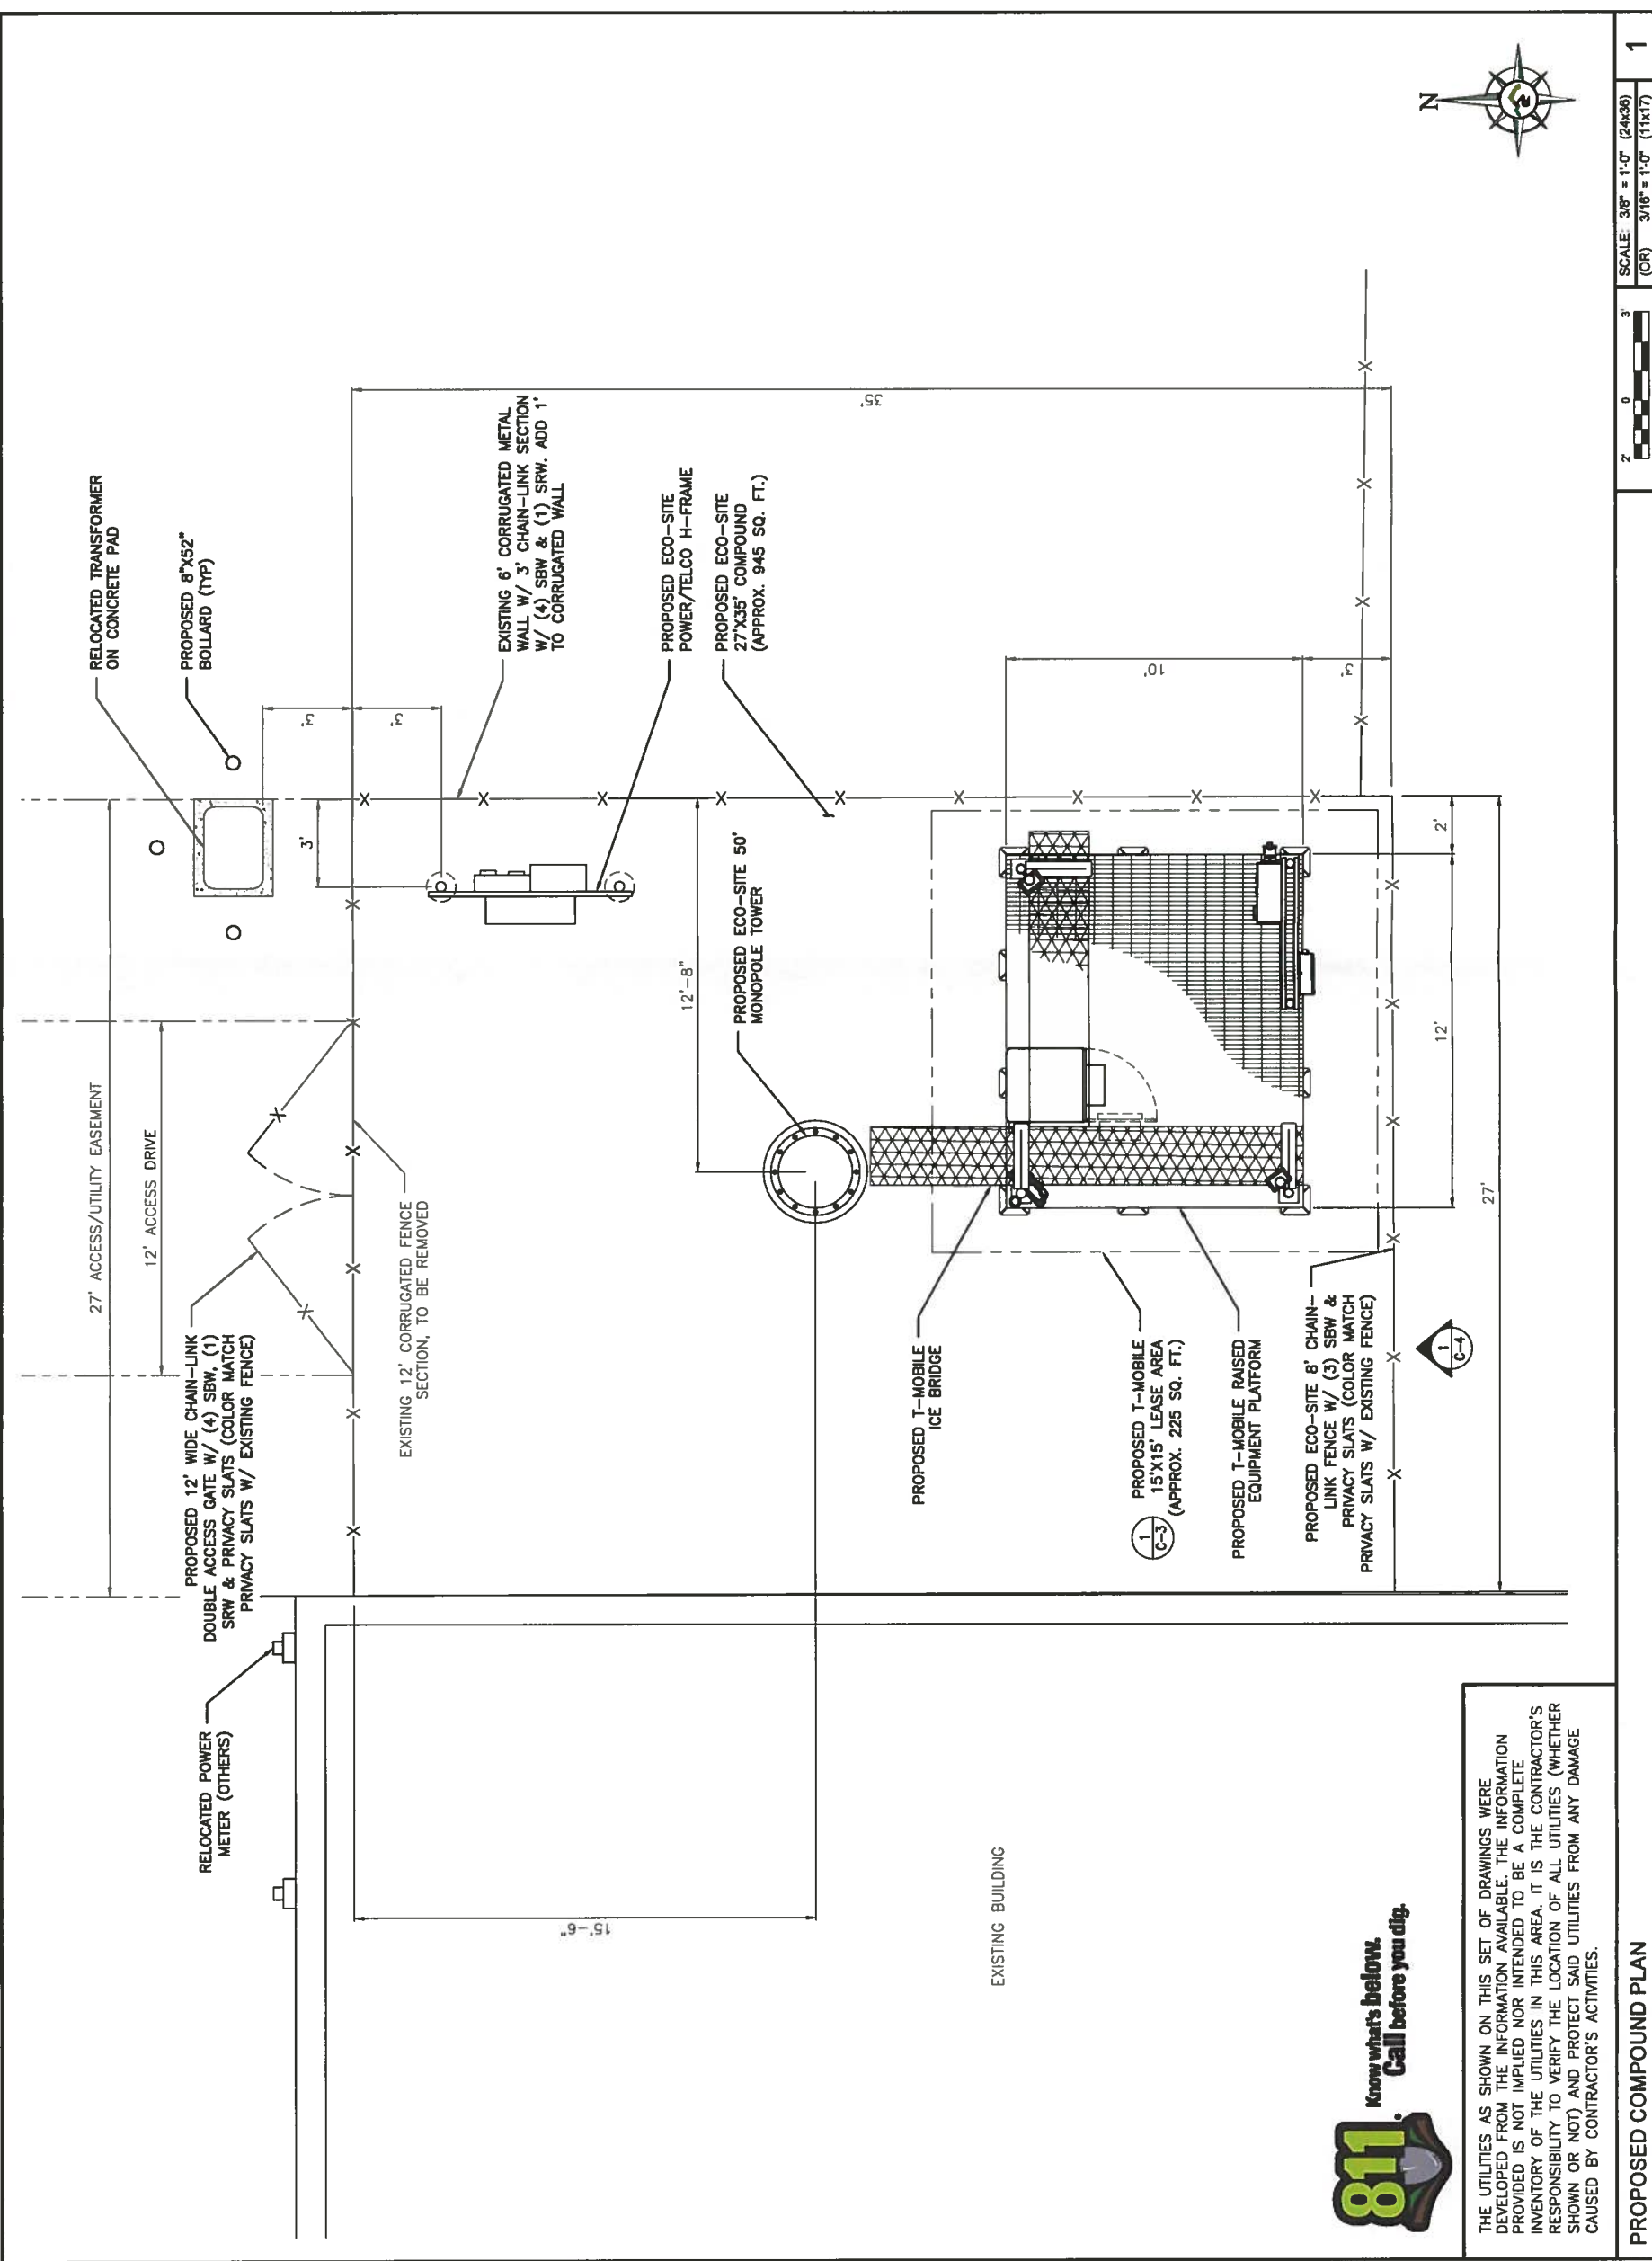 27' ACCESS/UTILITY EASEMENT
12' ACCESS DRIVE
RELOCATED TRANSFORMER
ON CONCRETE PAD
PROPOSED 8"X52"
BOLLARD (TYP)
RELOCATED POWER
METER (OTHERS)
PROPOSED 12' WIDE CHAIN-LINK
DOUBLE ACCESS GATE W/ (4) SBW, (1)
SRW & PRIVACY SLATS (COLOR MATCH
PRIVACY SLATS W/ EXISTING FENCE)
3'
3'
3'
EXISTING 12' CORRUGATED FENCE
SECTION, TO BE REMOVED
EXISTING 6' CORRUGATED METAL
WALL W/ 3' CHAIN-LINK SECTION
W/ (4) SBW & (1) SRW. ADD 1'
TO CORRUGATED WALL
PROPOSED ECO-SITE
POWER/TELCO H-FRAME
PROPOSED ECO-SITE
27'X35' COMPOUND
(APPROX. 945 SQ. FT.)
15'-6"
12'-8"
35'
PROPOSED ECO-SITE 50'
MONOPOLE TOWER
EXISTING BUILDING
PROPOSED T-MOBILE
ICE BRIDGE
1
C-3
PROPOSED T-MOBILE
15'X15' LEASE AREA
(APPROX. 225 SQ. FT.)
PROPOSED T-MOBILE RAISED
EQUIPMENT PLATFORM
PROPOSED ECO-SITE 8' CHAIN-
LINK FENCE W/ (3) SBW &
PRIVACY SLATS (COLOR MATCH
PRIVACY SLATS W/ EXISTING FENCE)
10'
3'
12'
2'
27'
1
C-4
N
811
Know what's below.
Call before you dig.
THE UTILITIES AS SHOWN ON THIS SET OF DRAWINGS WERE
DEVELOPED FROM THE INFORMATION AVAILABLE. THE INFORMATION
PROVIDED IS NOT IMPLIED NOR INTENDED TO BE A COMPLETE
INVENTORY OF THE UTILITIES IN THIS AREA. IT IS THE CONTRACTOR'S
RESPONSIBILITY TO VERIFY THE LOCATION OF ALL UTILITIES (WHETHER
SHOWN OR NOT) AND PROTECT SAID UTILITIES FROM ANY DAMAGE
CAUSED BY CONTRACTOR'S ACTIVITIES.
PROPOSED COMPOUND PLAN
2' 0 3'
SCALE: 3/8" = 1'-0" (24x36)
(OR) 3/16" = 1'-0" (11x17)
1